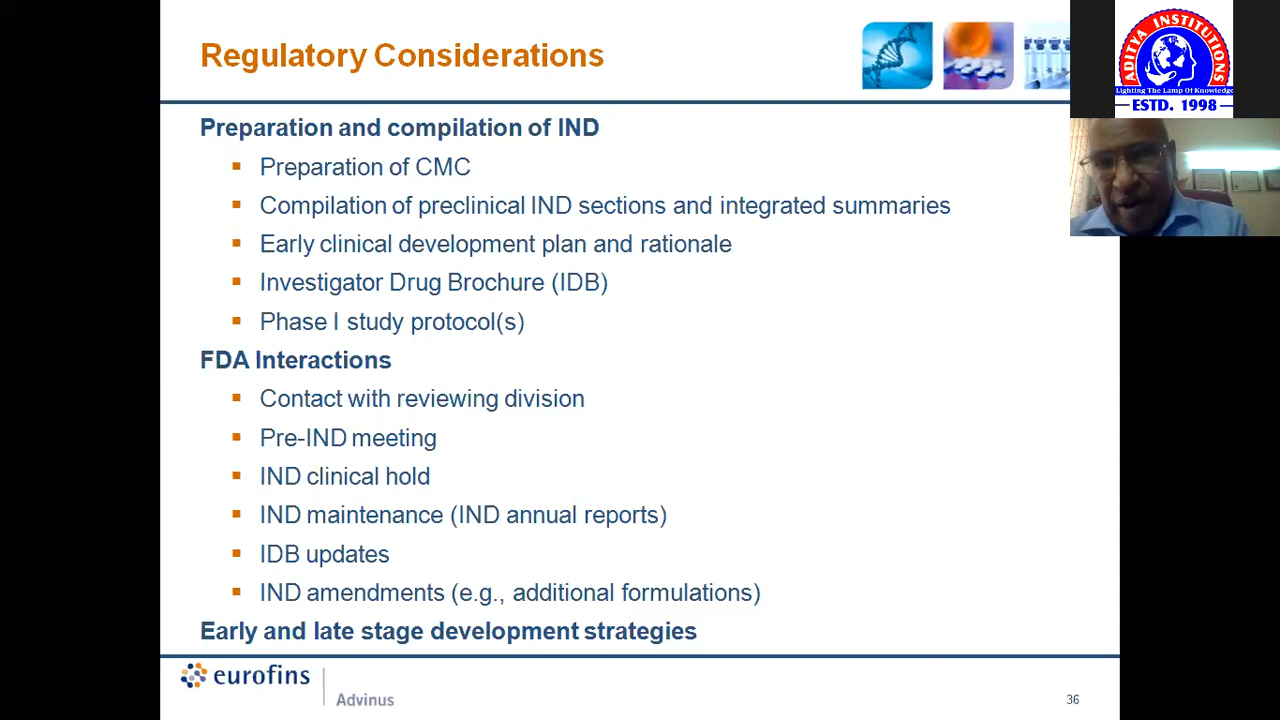 Regulatory Considerations
ADITYA INSTITUTIONS
Lighting The Lamp Of Knowledge
ESTD. 1998
Preparation and compilation of IND
Preparation of CMC
Compilation of preclinical IND sections and integrated summaries
Early clinical development plan and rationale
Investigator Drug Brochure (IDB)
Phase I study protocol(s)
FDA Interactions
Contact with reviewing division
Pre-IND meeting
IND clinical hold
IND maintenance (IND annual reports)
IDB updates
IND amendments (e.g., additional formulations)
Early and late stage development strategies
eurofins
Advinus
36